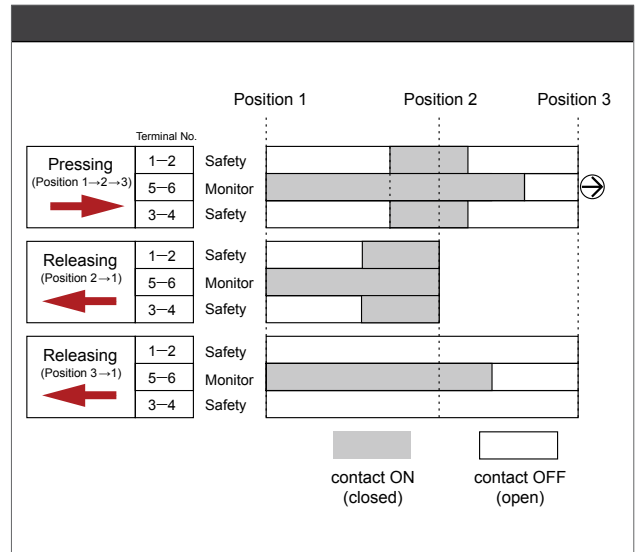 Position 1 Position 2 Position 3
Terminal No.
Pressing
(Position 1→2→3)
1−2 Safety
5−6 Monitor
3−4 Safety
Releasing
(Position 2→1)
1−2 Safety
5−6 Monitor
3−4 Safety
Releasing
(Position 3→1)
1−2 Safety
5−6 Monitor
3−4 Safety
contact ON
(closed)
contact OFF
(open)